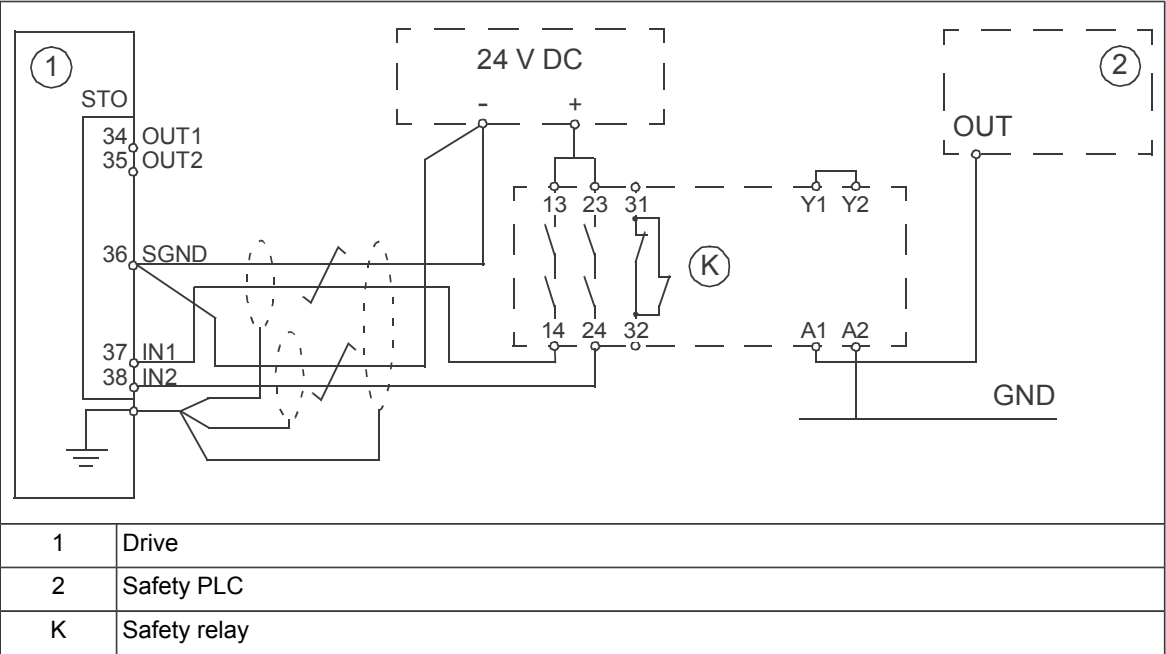 1
24 V DC
2
STO
- +
OUT
34 OUT1
35 OUT2
13 23 31
Y1 Y2
36 SGND
K
14 24 32
A1 A2
37 IN1
38 IN2
GND
1 Drive
2 Safety PLC
K Safety relay